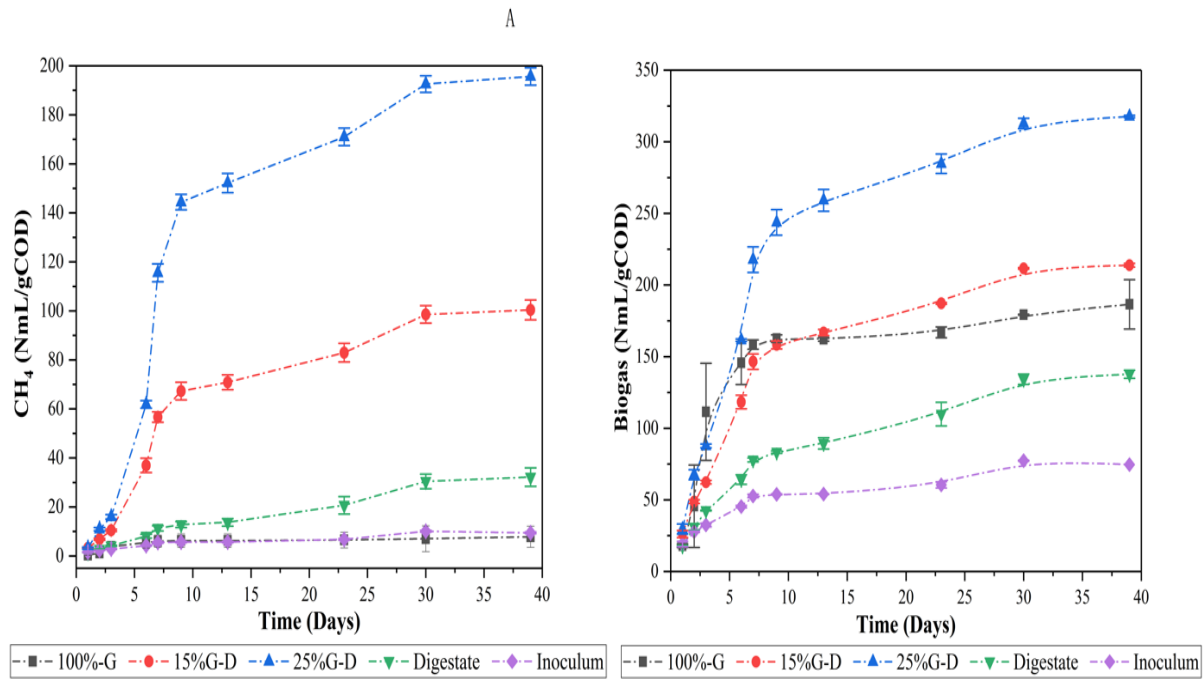 A
CH4 (NmL/gCOD)
200
180
160
140
120
100
80
60
40
20
0
0 5 10 15 20 25 30 35 40
Time (Days)
100%-G 15%G-D 25%G-D Digestate Inoculum
Biogas (NmL/gCOD)
350
300
250
200
150
100
50
0
0 5 10 15 20 25 30 35 40
Time (Days)
100%-G 15%G-D 25%G-D Digestate Inoculum